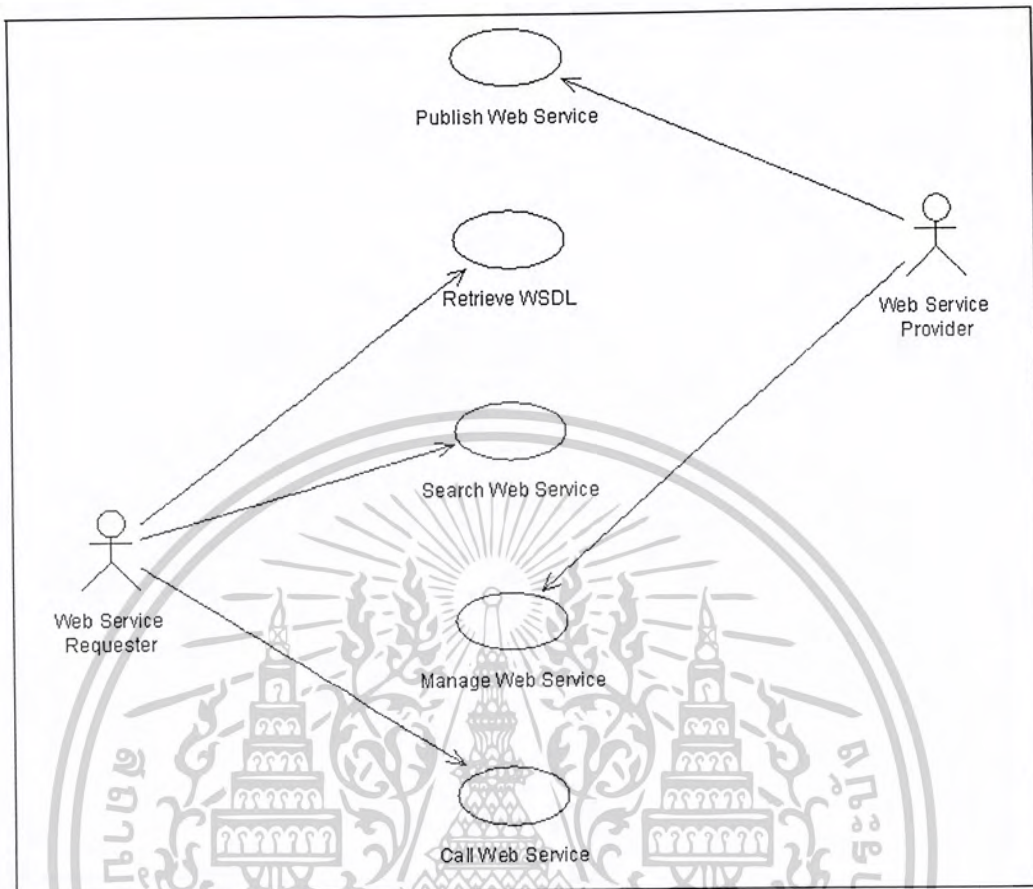 Publish Web Service
Retrieve WSDL
Web Service
Provider
Search Web Service
Web Service
Requester
Manage Web Service
Call Web Service